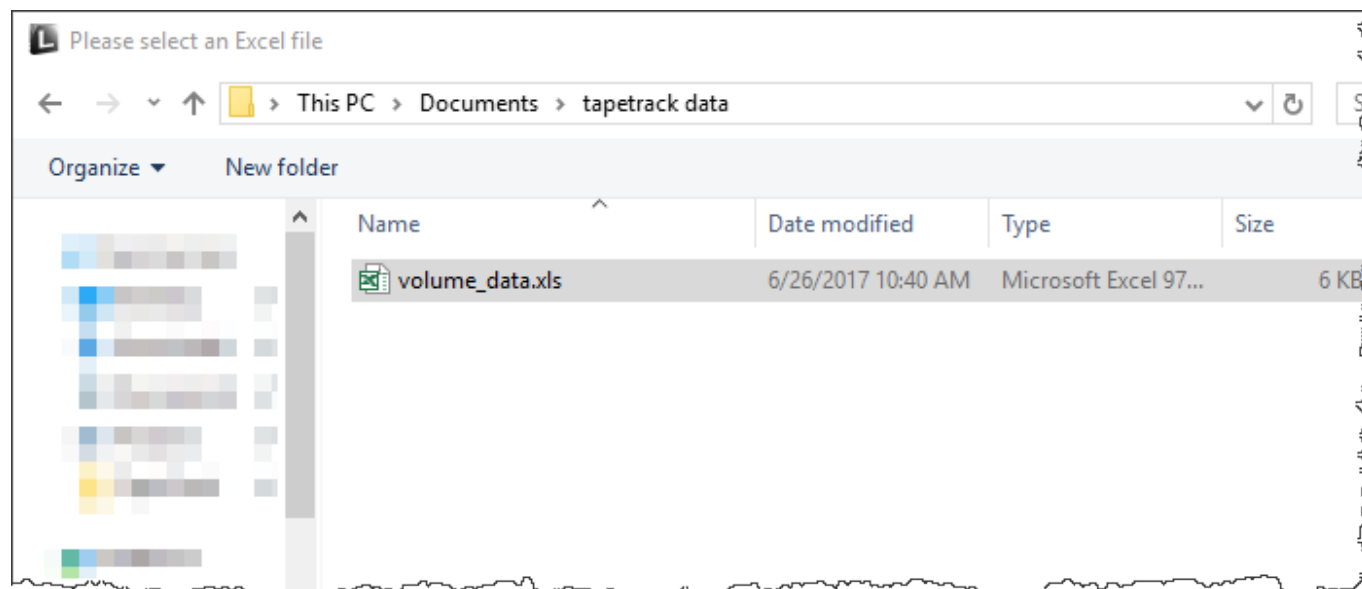 L Please select an Excel file
This PC > Documents > tapetrack data
Organize New folder
Name Date modified Type Size
volume_data.xls 6/26/2017 10:40 AM Microsoft Excel 97... 6 KB